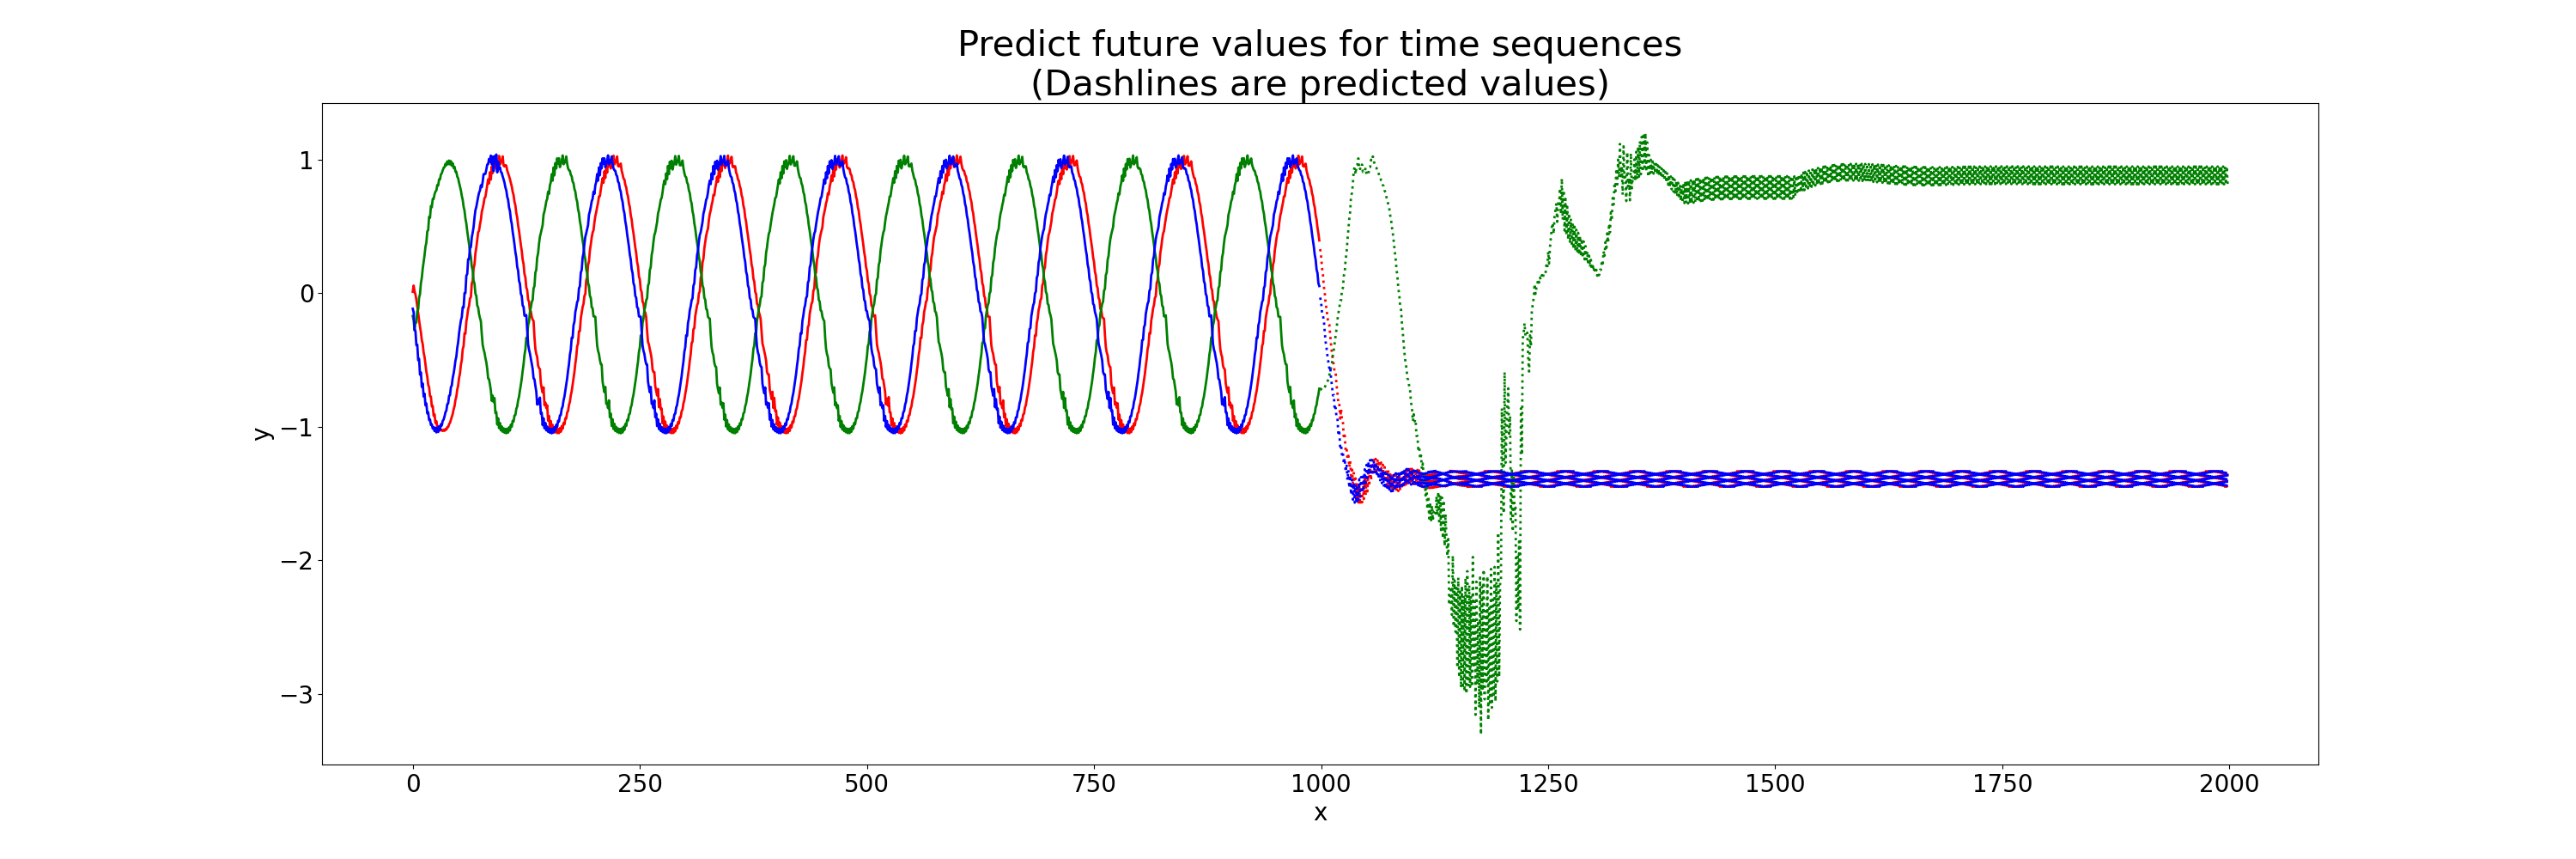 Predict future values for time sequences
(Dashlines are predicted values)
1
0
−1
−2
−3
y
0 250 500 750 1000 1250 1500 1750 2000
x